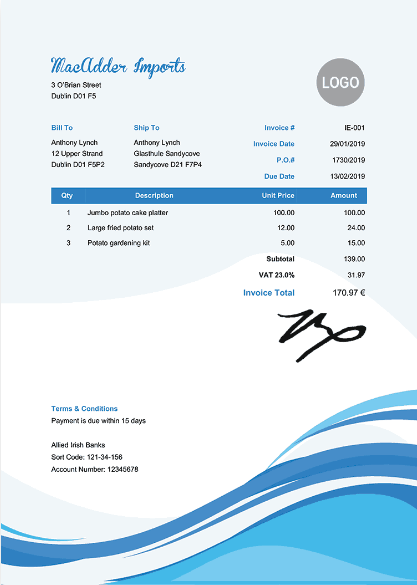 MacAdder Imports
3 O'Brian Street
Dublin D01 F5
LOGO
Bill To Ship To Invoice # IE-001
Anthony Lynch Anthony Lynch Invoice Date 29/01/2019
12 Upper Strand Glasthule Sandycove P.O.# 1730/2019
Dublin D01 F5P2 Sandycove D21 F7P4
Due Date 13/02/2019
Qty Description Unit Price Amount
1 Jumbo potato cake platter 100.00 100.00
2 Large fried potato set 12.00 24.00
3 Potato gardening kit 5.00 15.00
Subtotal 139.00
VAT 23.0% 31.97
Invoice Total 170.97 €
Terms & Conditions
Payment is due within 15 days
Allied Irish Banks
Sort Code: 121-34-156
Account Number: 12345678